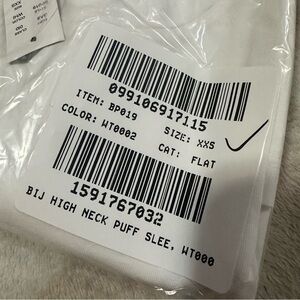 099106917115
ITEM: BP019 SIZE: XXS
COLOR: WT0002 CAT: FLAT
1591767032
BIJ HIGH NECK PUFF SLEE, WT000